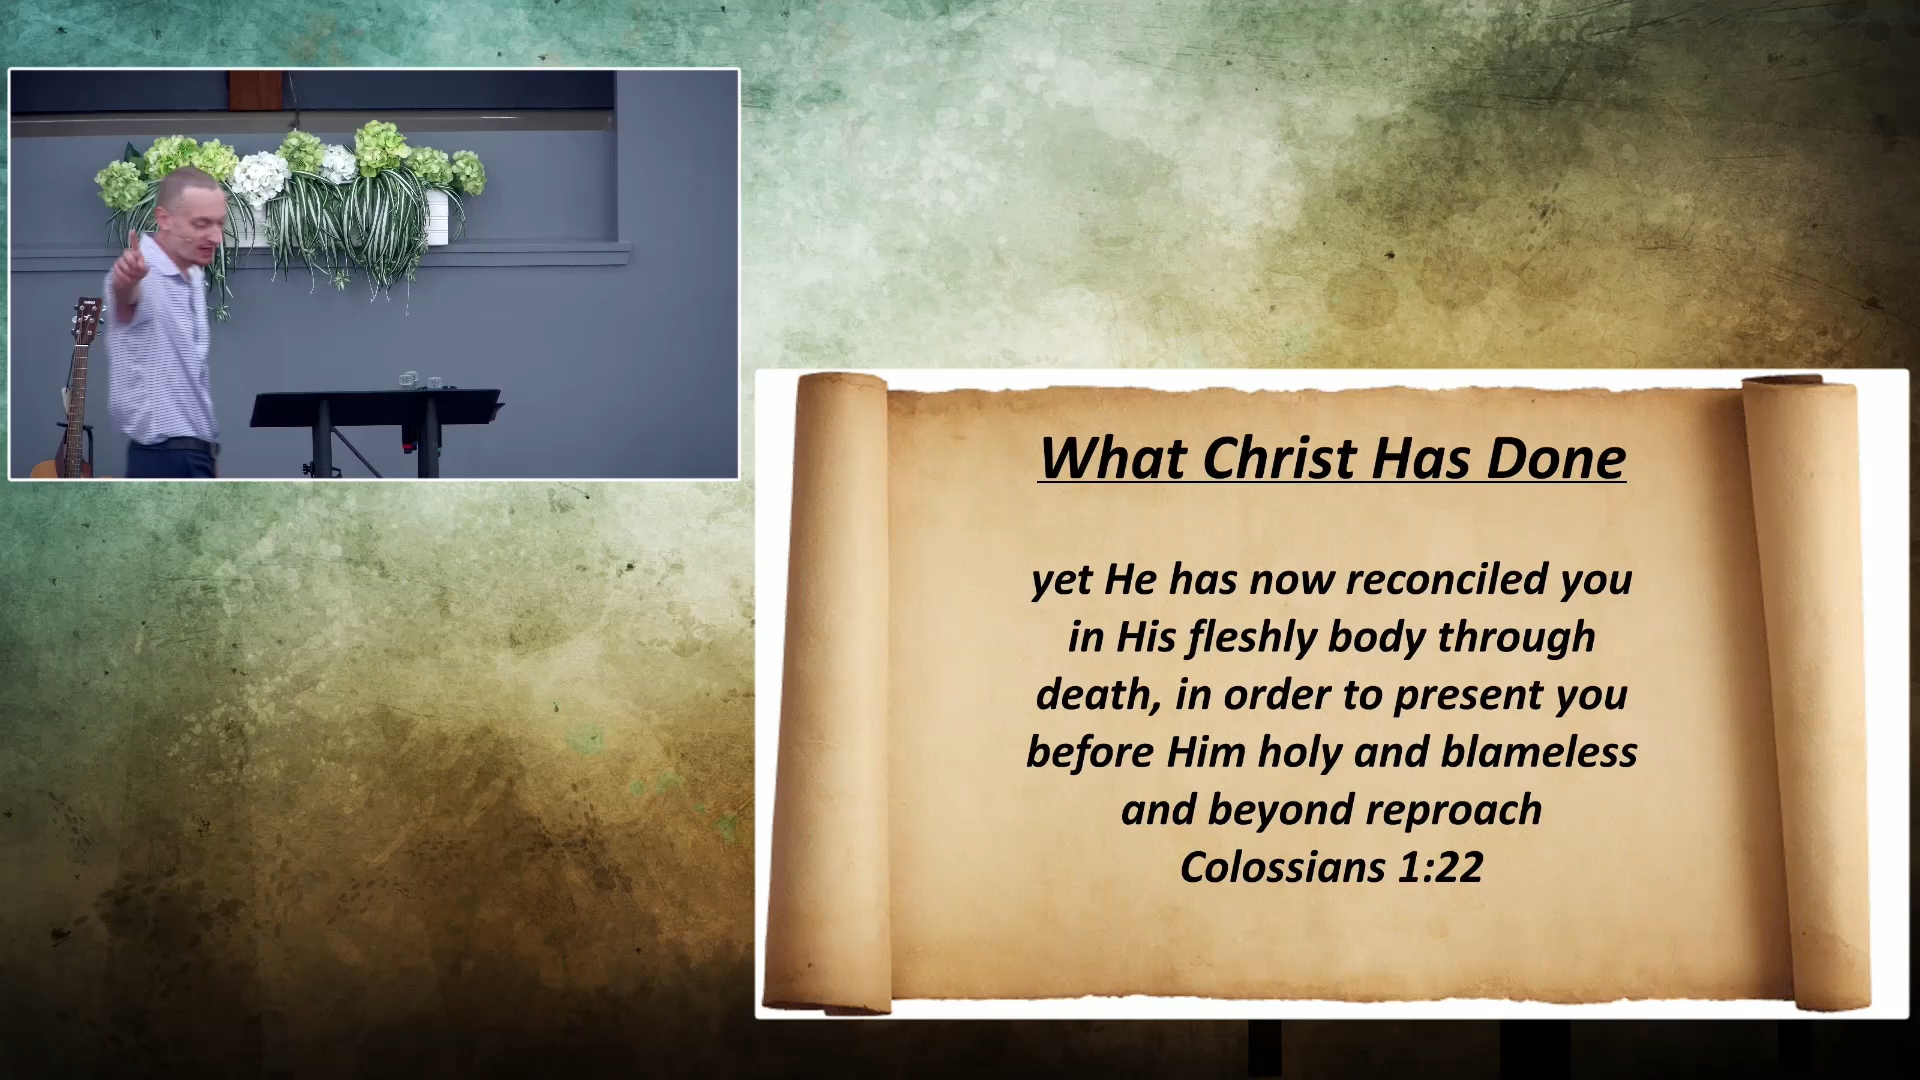 What Christ Has Done
yet He has now reconciled you
in His fleshly body through
death, in order to present you
before Him holy and blameless
and beyond reproach
Colossians 1:22